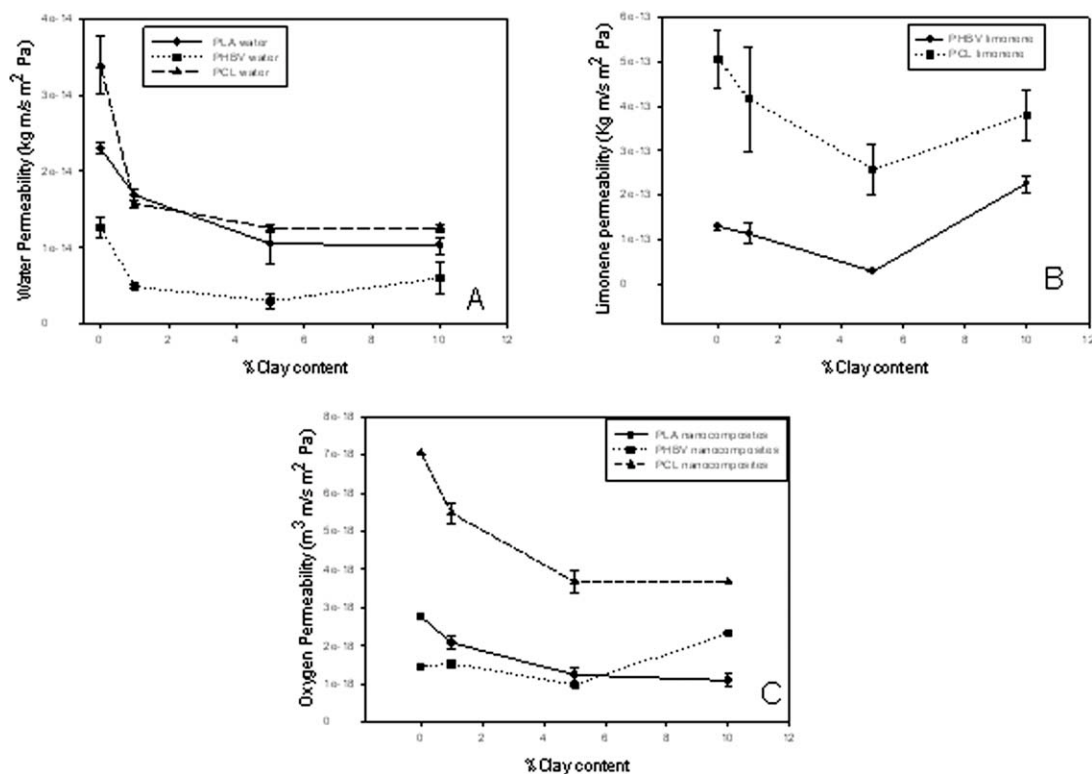 4e-14
3e-14
2e-14
1e-14
0
Water Permeability (kg m/s m² Pa)
PLA water
PHBV water
PCL water
A
0 2 4 6 8 10 12
% Clay content
6e-13
5e-13
4e-13
3e-13
2e-13
1e-13
0
Limonene permeability (Kg m/s m² Pa)
PHBV limonene
PCL limonene
B
0 2 4 6 8 10 12
% Clay content
8e-18
7e-18
6e-18
5e-18
4e-18
3e-18
2e-18
1e-18
0
Oxygen Permeability (m³ m/s m² Pa)
PLA nanocomposites
PHBV nanocomposites
PCL nanocomposites
C
0 2 4 6 8 10 12
% Clay content